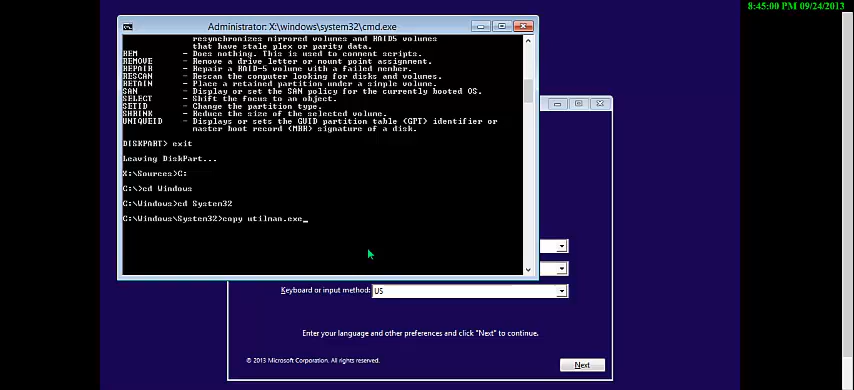 8:45:00 PM 09/24/2013
Administrator: X:\windows\system32\cmd.exe
resynchronizes mirrored volumes and RAID5 volumes
that have stale plex or parity data.
REM - Does nothing. This is used to comment scripts.
REMOVE - Remove a drive letter or mount point assignment.
REPAIR - Repair a RAID-5 volume with a failed member.
RESCAN - Rescan the computer looking for disks and volumes.
RETAIN - Place a retained partition under a simple volume.
SAN - Display or set the SAN policy for the currently booted OS.
SELECT - Shift the focus to an object.
SETID - Change the partition type.
SHRINK - Reduce the size of the selected volume.
UNIQUEID - Displays or sets the GUID partition table (GPT) identifier or
master boot record (MBR) signature of a disk.
DISKPART> exit
Leaving DiskPart...
X:\Sources>C:
C:\>cd Windows
C:\Windows>cd System32
C:\Windows\System32>copy utilman.exe_
Keyboard or input method: US
Enter your language and other preferences and click "Next" to continue.
© 2013 Microsoft Corporation. All rights reserved.
Next